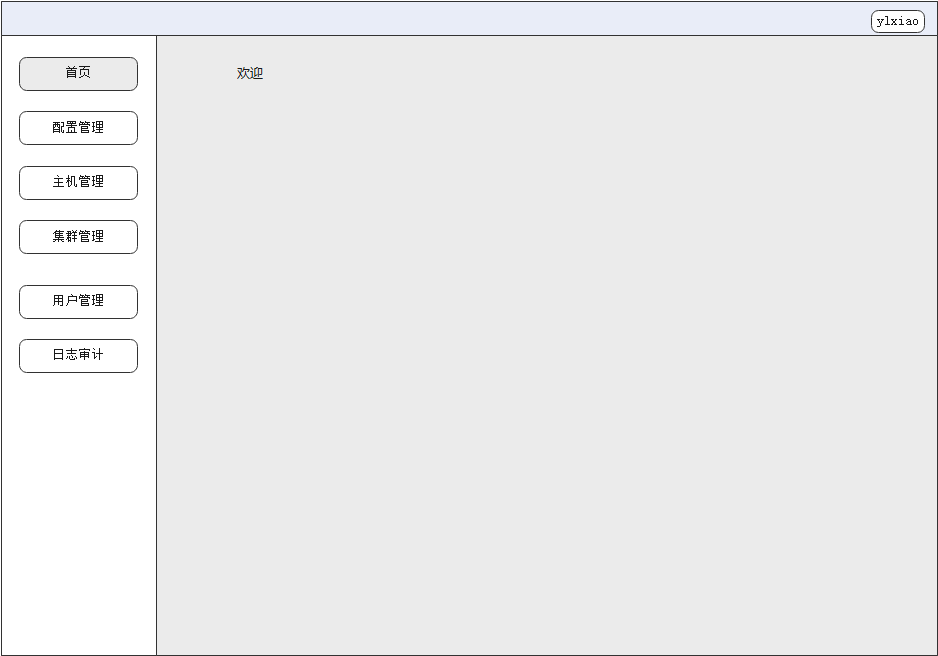 ylxiao
首页
欢迎
配置管理
主机管理
集群管理
用户管理
日志审计